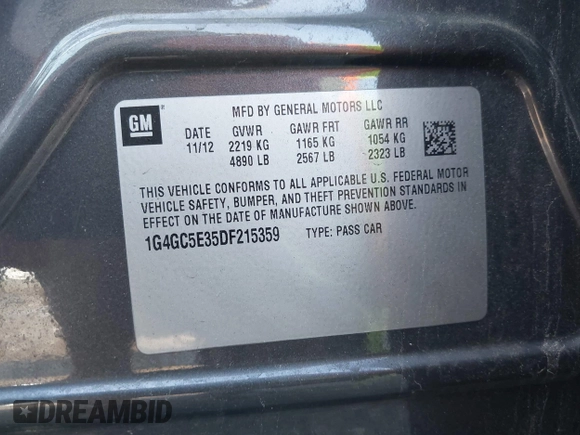 GM
MFD BY GENERAL MOTORS LLC
DATE GVWR GAWR FRT GAWR RR
11/12 2219 KG 1165 KG 1054 KG
4890 LB 2567 LB 2323 LB
THIS VEHICLE CONFORMS TO ALL APPLICABLE U.S. FEDERAL MOTOR
VEHICLE SAFETY, BUMPER, AND THEFT PREVENTION STANDARDS IN
EFFECT ON THE DATE OF MANUFACTURE SHOWN ABOVE.
1G4GC5E35DF215359 TYPE: PASS CAR
DREAMBID